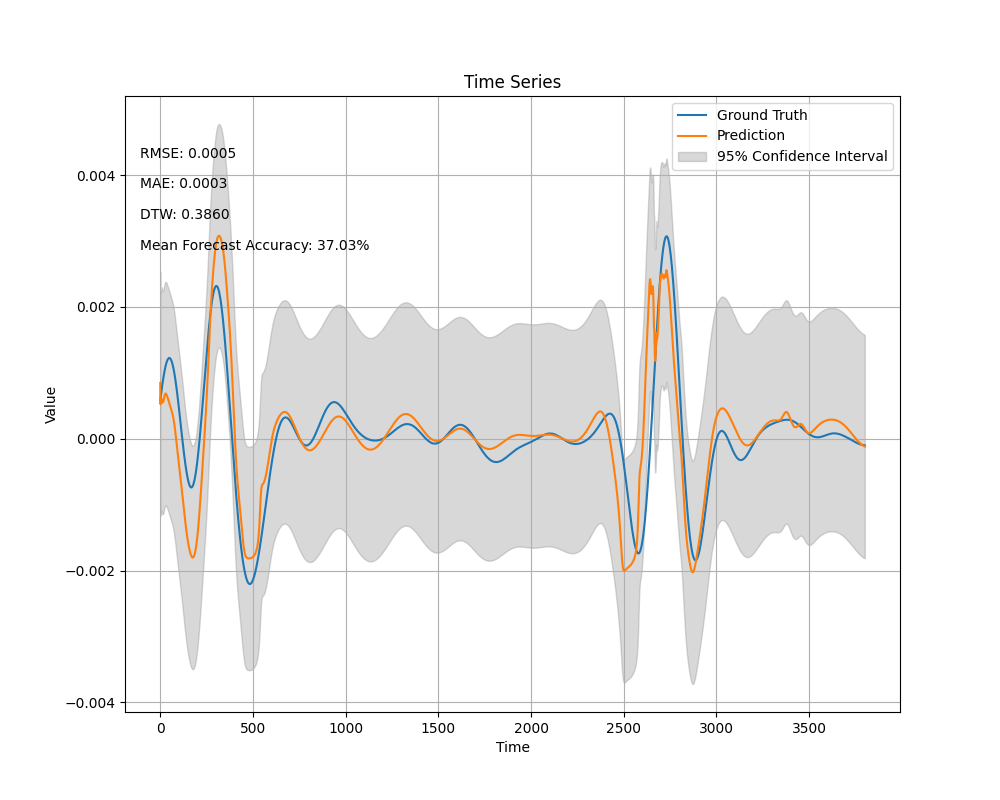 Time Series
Ground Truth
Prediction
95% Confidence Interval
RMSE: 0.0005
MAE: 0.0003
DTW: 0.3860
Mean Forecast Accuracy: 37.03%
0.004
0.002
0.000
−0.002
−0.004
Value
0 500 1000 1500 2000 2500 3000 3500
Time